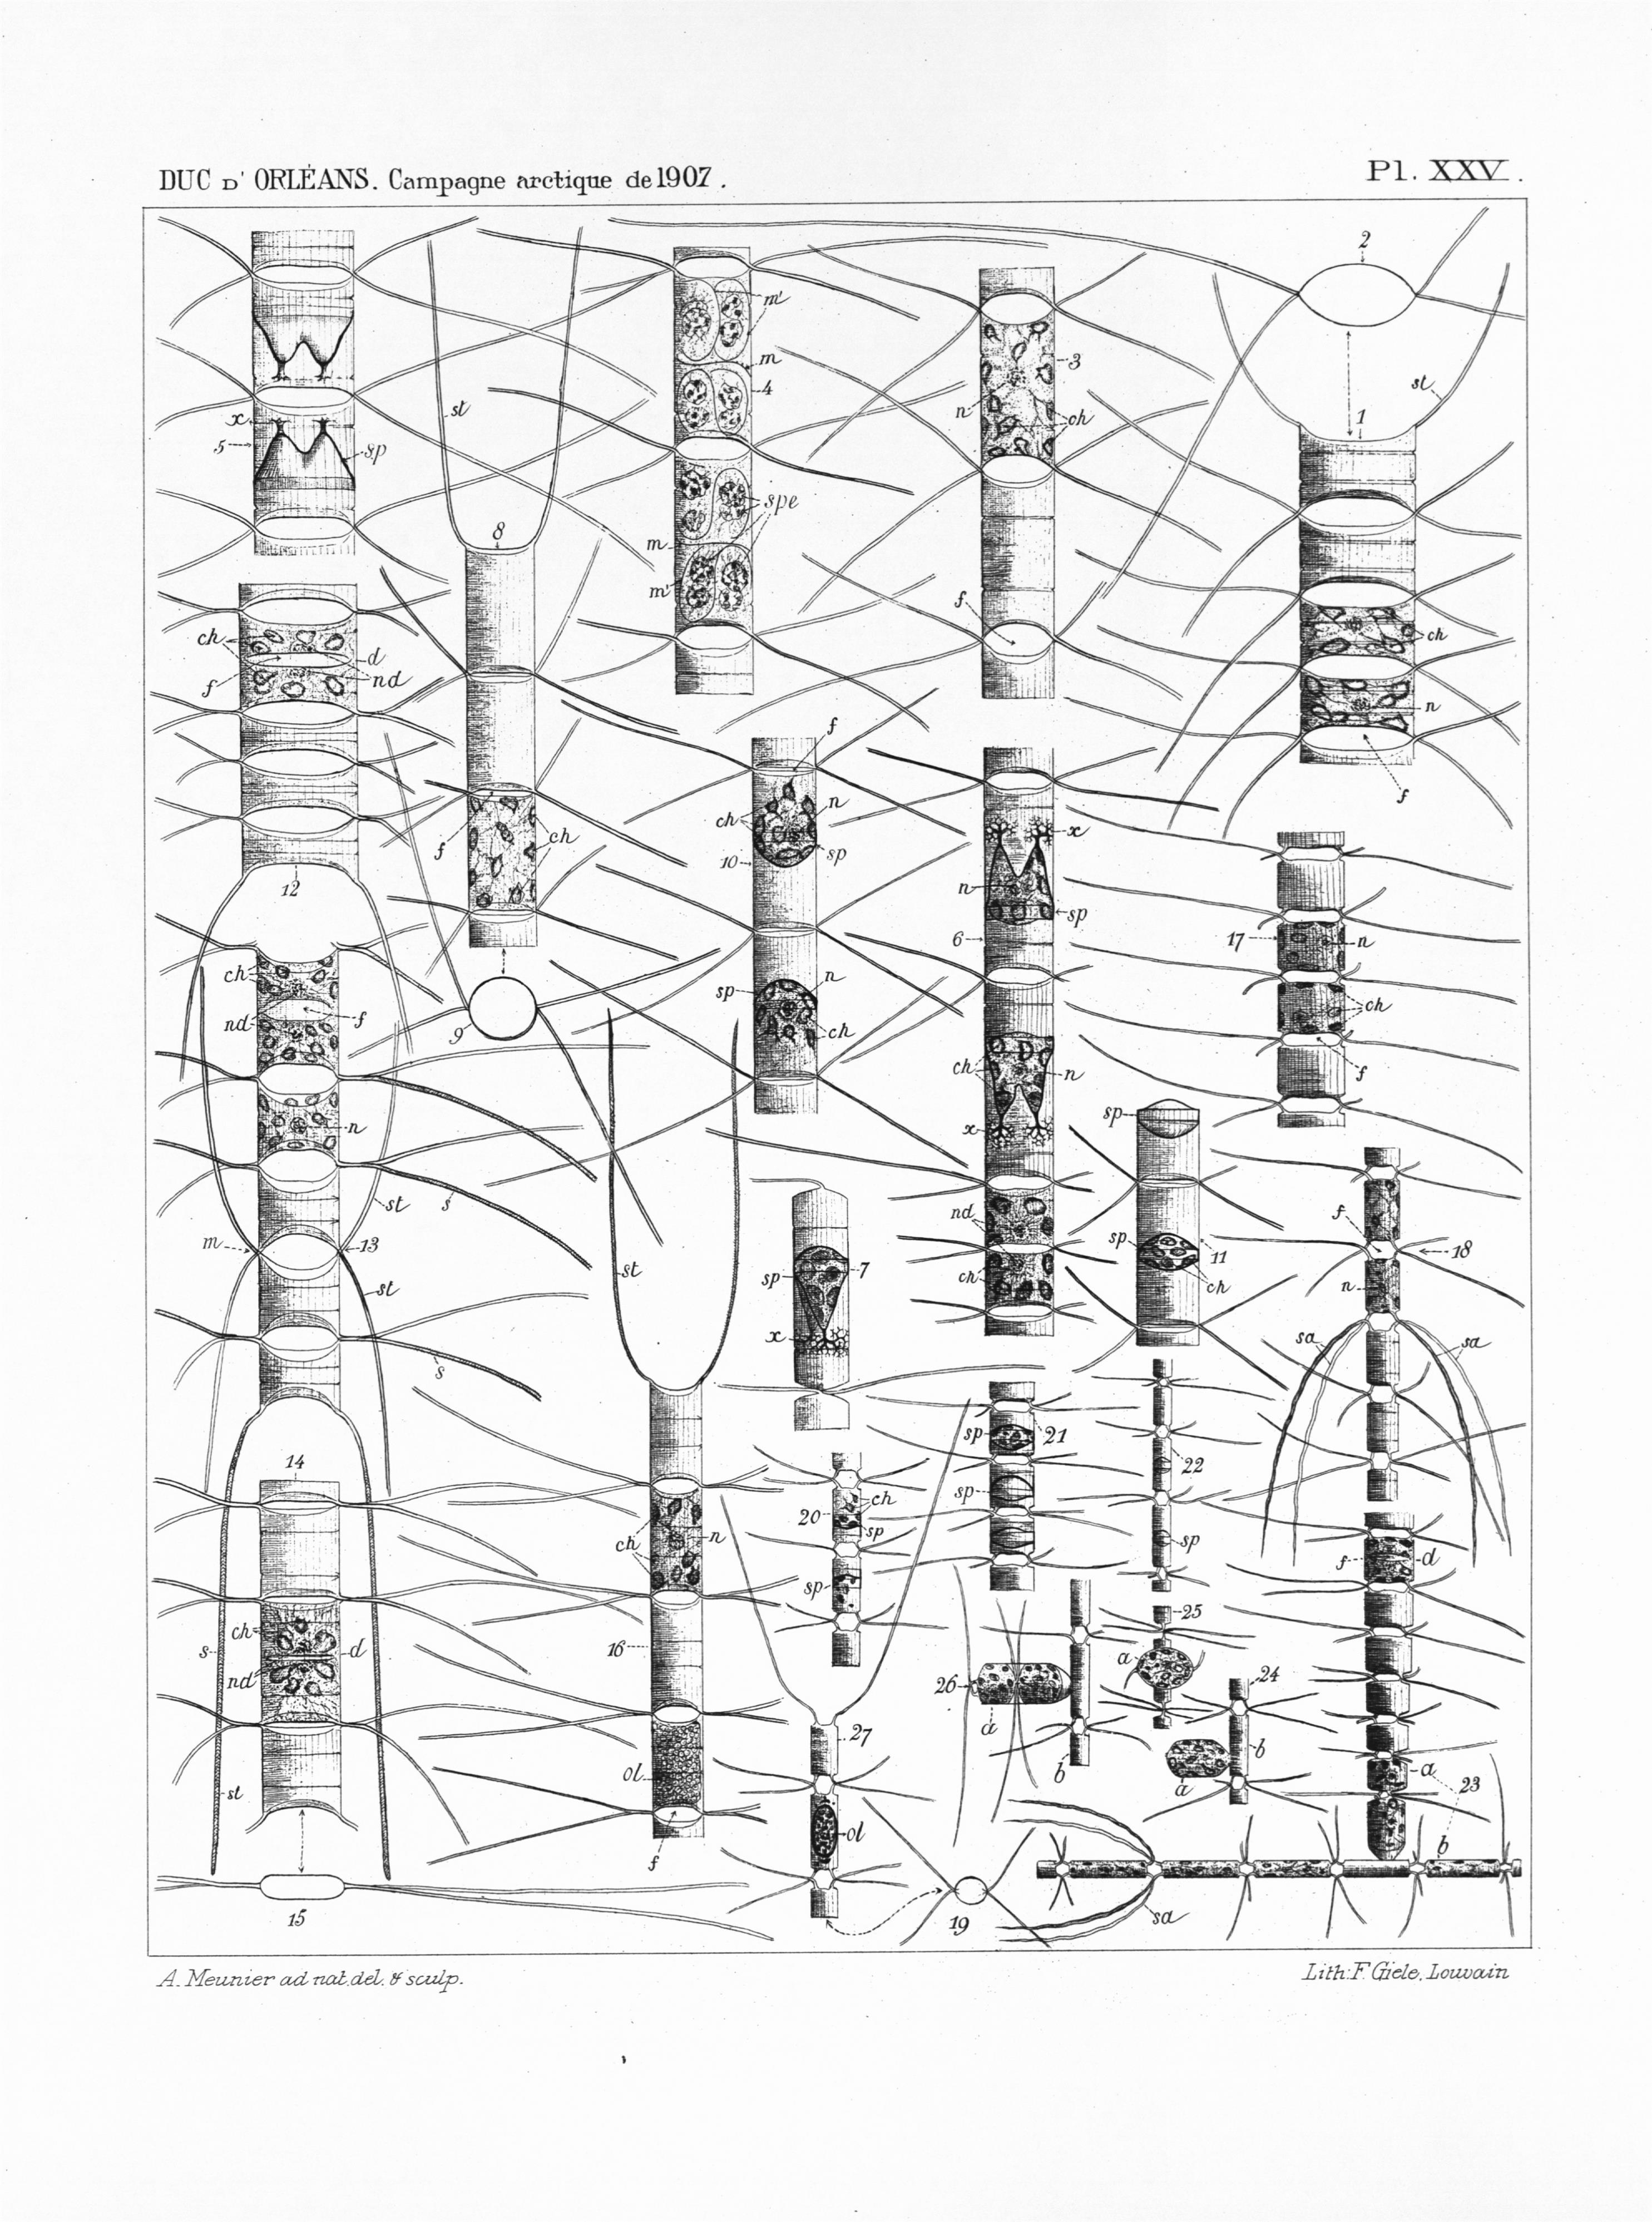 DUC D' ORLÉANS. Campagne arctique de 1907.
Pl. XXV.
2
st
1
m'
m
4
3
n
ch
x
5
sp
st
8
spe
m
m'
f
ch
n
f
ch
d
f
nd
f
ch
n
10
sp
x
n
sp
6
f
ch
12
17
n
ch
f
ch
nd
f
9
sp
n
ch
ch
n
x
sp
n
st
s
m
13
st
st
sp
7
x
nd
ch
sp
11
ch
f
18
n
sa
sa
s
14
sp
21
sp
22
20
ch
sp
sp
sp
f
d
ch
n
16
ch
d
s
nd
st
25
a
26
a
24
b
b
a
27
ol
f
ol
a
23
b
sa
19
15
A. Meunier ad nat. del. & sculp.
Lith: F. Giele, Louvain